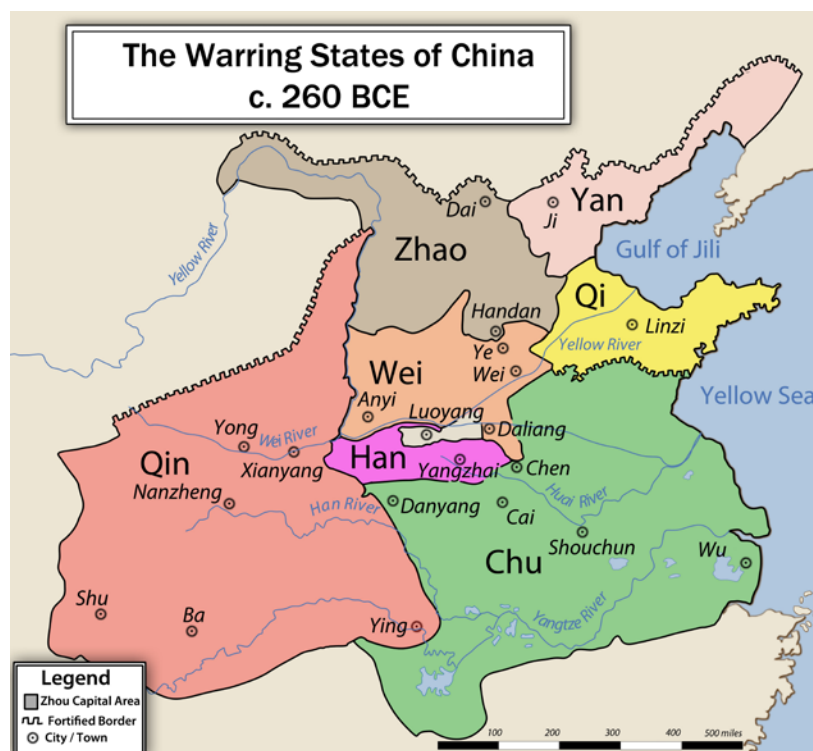 The Warring States of China
c. 260 BCE
Dai
Yan
Ji
Zhao
Gulf of Jili
Yellow River
Qi
Handan
Linzi
Ye
Yellow River
Wei
Wei
Yellow Sea
Anyi
Luoyang
Yong
Wei River
Daliang
Qin
Xianyang
Han
Yangzhai
Chen
Nanzheng
Han River
Danyang
Cai
Huai River
Shouchun
Chu
Wu
Shu
Ba
Ying
Yangtze River
Legend
Zhou Capital Area
Fortified Border
City / Town
100 200 300 400 500 miles